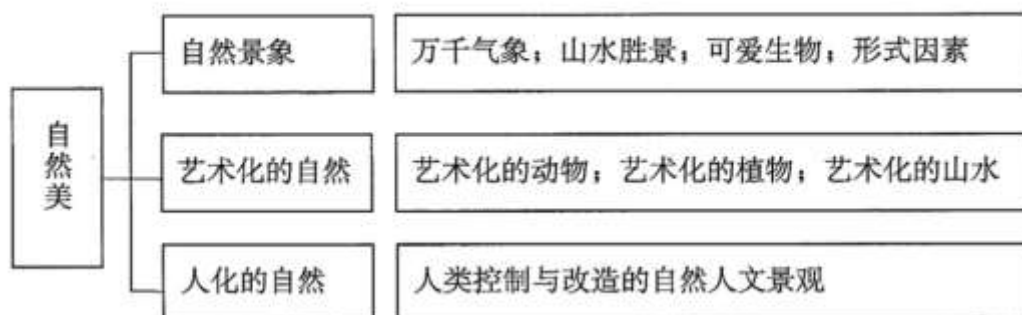 自然美
自然景象
万千气象；山水胜景；可爱生物；形式因素
艺术化的自然
艺术化的动物；艺术化的植物；艺术化的山水
人化的自然
人类控制与改造的自然人文景观